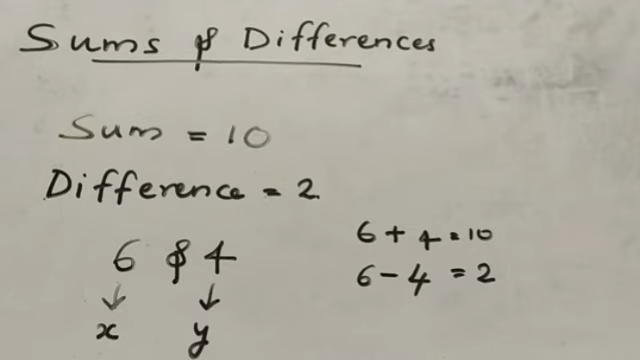 Sums & Differences
Sum = 10
Difference = 2
6 & 4
↓ ↓
x y
6 + 4 = 10
6 - 4 = 2